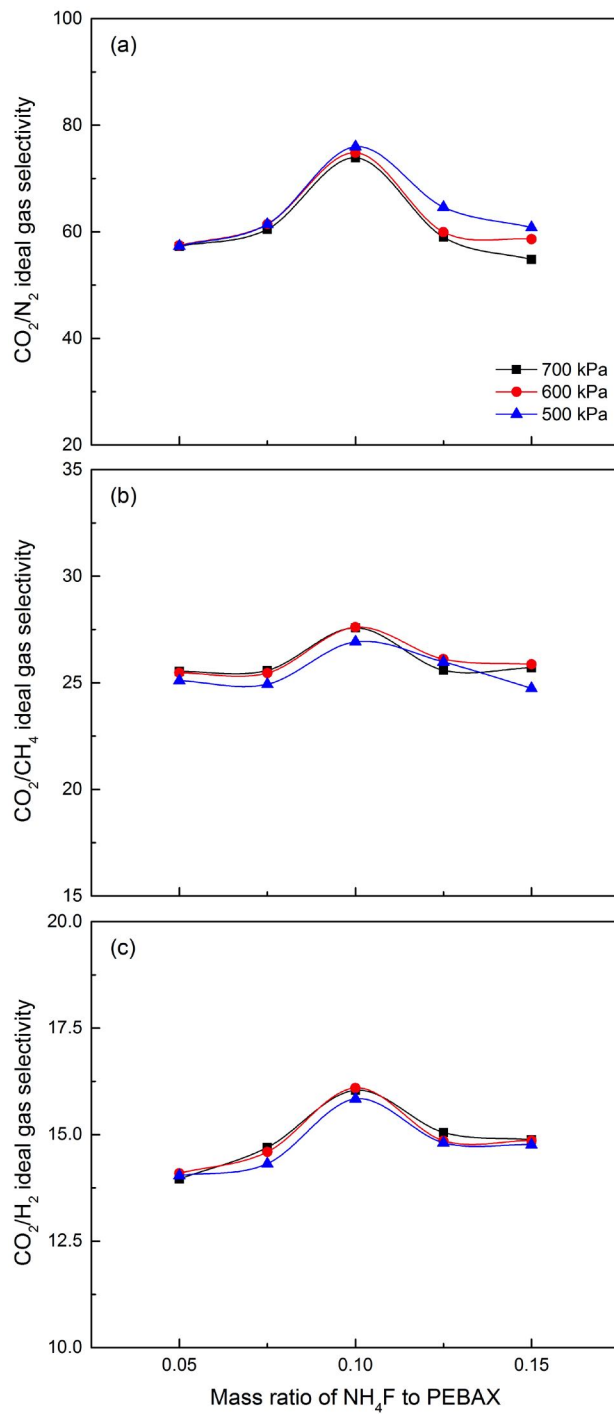 (a)
CO₂/N₂ ideal gas selectivity
100
80
60
40
20
700 kPa
600 kPa
500 kPa
(b)
CO₂/CH₄ ideal gas selectivity
35
30
25
20
15
(c)
CO₂/H₂ ideal gas selectivity
20.0
17.5
15.0
12.5
10.0
0.05 0.10 0.15
Mass ratio of NH₄F to PEBAX